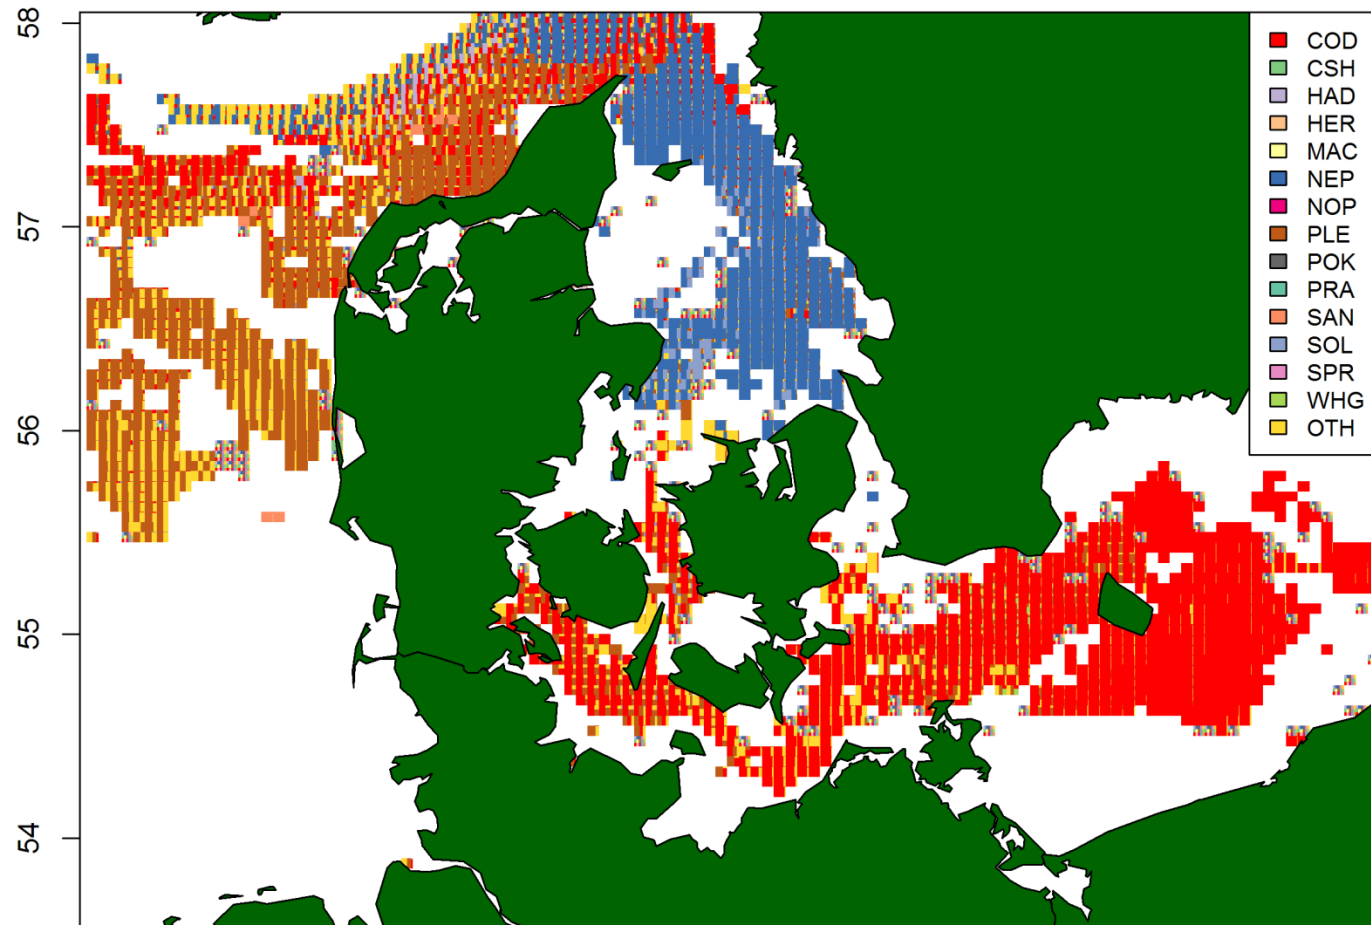 58
57
56
55
54
COD
CSH
HAD
HER
MAC
NEP
NOP
PLE
POK
PRA
SAN
SOL
SPR
WHG
OTH